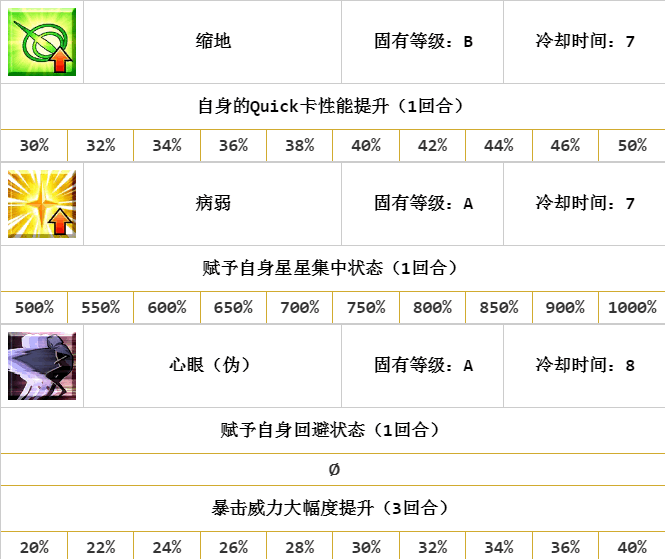 缩地 固有等级：B 冷却时间：7
自身的Quick卡性能提升（1回合）
30% 32% 34% 36% 38% 40% 42% 44% 46% 50%
病弱 固有等级：A 冷却时间：7
赋予自身星星集中状态（1回合）
500% 550% 600% 650% 700% 750% 800% 850% 900% 1000%
心眼（伪） 固有等级：A 冷却时间：8
赋予自身回避状态（1回合）
Ø
暴击威力大幅度提升（3回合）
20% 22% 24% 26% 28% 30% 32% 34% 36% 40%